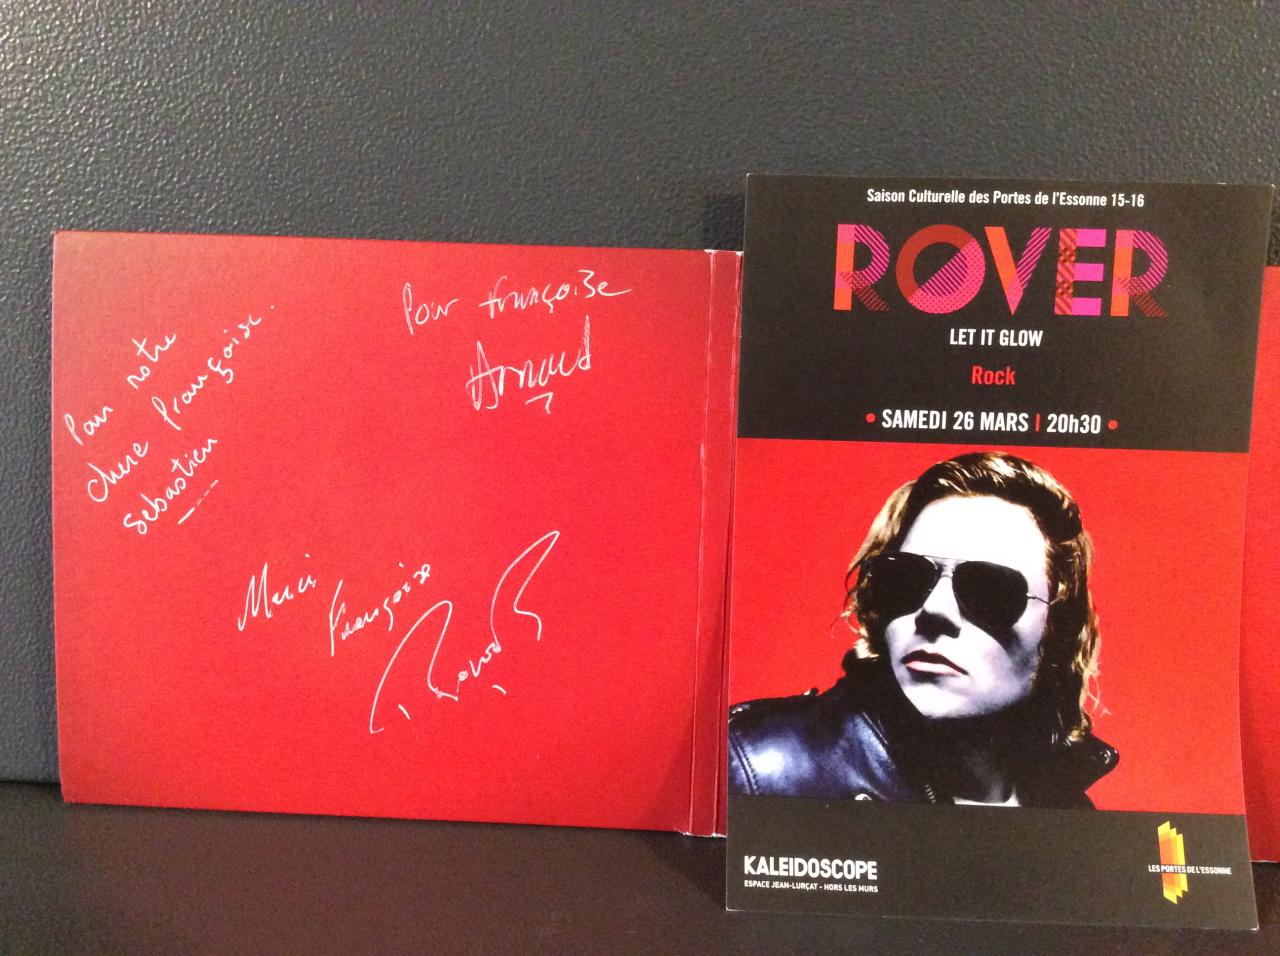 Pour notre
chère françoise.
sebastien
Pour françoise
Arnaud
Merci françoise
Rover
Saison Culturelle des Portes de l'Essonne 15-16
ROVER
LET IT GLOW
Rock
• SAMEDI 26 MARS | 20h30 •
KALEIDOSCOPE
ESPACE JEAN-LURÇAT - HORS LES MURS
LES PORTES DE L'ESSONNE